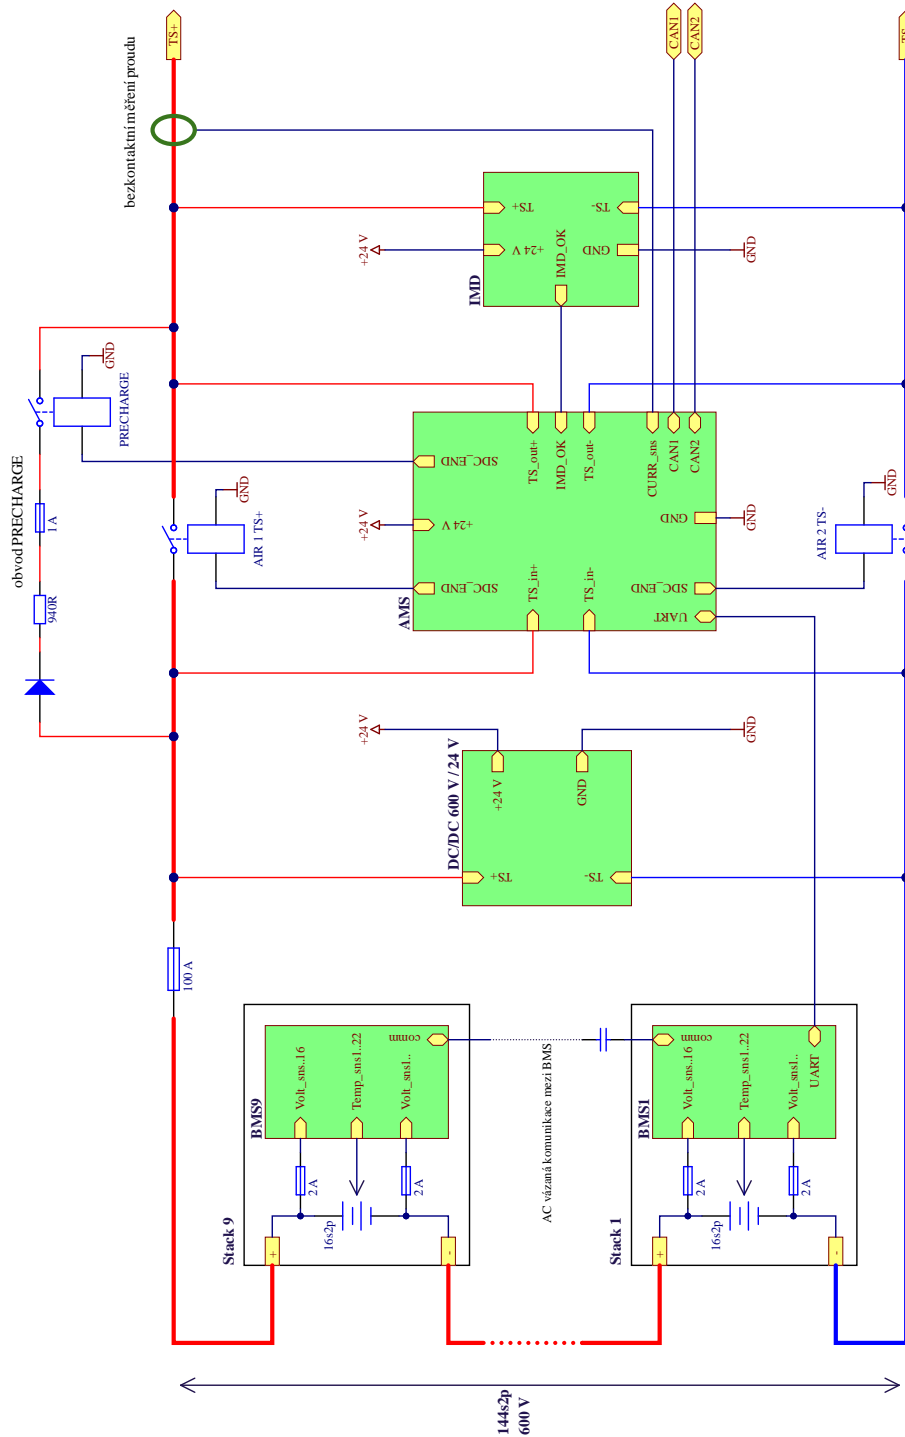 obvod PRECHARGE
940R
1 A
PRECHARGE
GND
bezkontaktní měření proudu
TS+
100 A
AIR 1 TS+
GND
Stack 9
+
-
16s2p
2 A
2 A
BMS9
Volt_sns..16
Temp_sns1..22
Volt_sns1..
comm
AC vázaná komunikace mezi BMS
Stack 1
+
-
16s2p
2 A
2 A
BMS1
Volt_sns..16
Temp_sns1..22
Volt_sns1..
comm
UART
144s2p
600 V
DC/DC 600 V / 24 V
TS+
TS-
+24 V
GND
+24 V
GND
AMS
SDC_END
+24 V
SDC_END
+24 V
TS_in+
TS_in-
TS_out+
IMD_OK
TS_out-
CURR_sns
CAN1
CAN2
UART
SDC_END
GND
GND
IMD
+24 V
TS+
+24 V
IMD_OK
GND
TS-
GND
CAN1
CAN2
AIR 2 TS-
GND
TS-